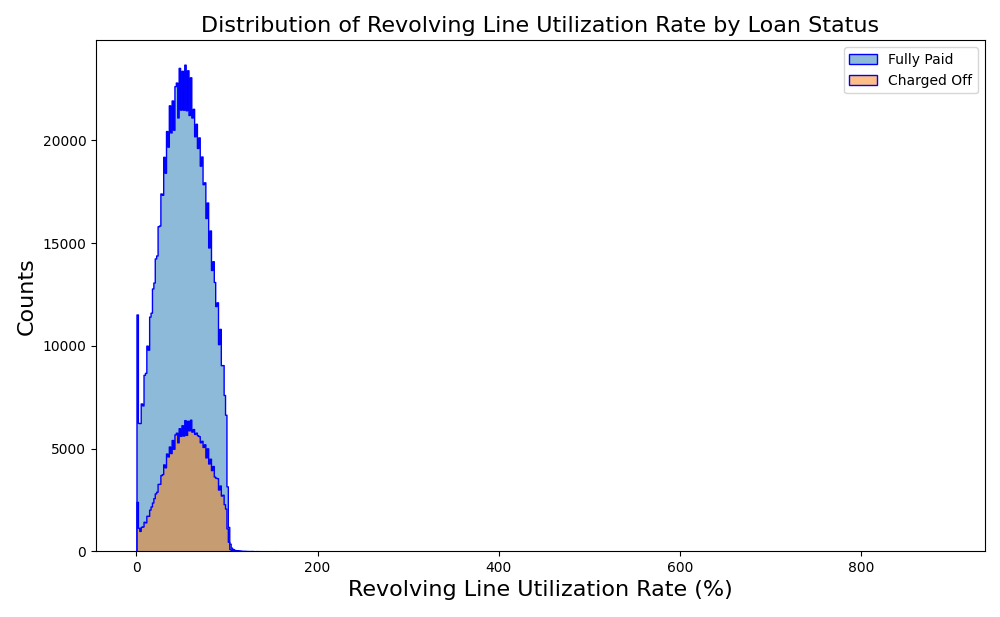 Distribution of Revolving Line Utilization Rate by Loan Status
Fully Paid
Charged Off
Counts
20000
15000
10000
5000
0
0 200 400 600 800
Revolving Line Utilization Rate (%)